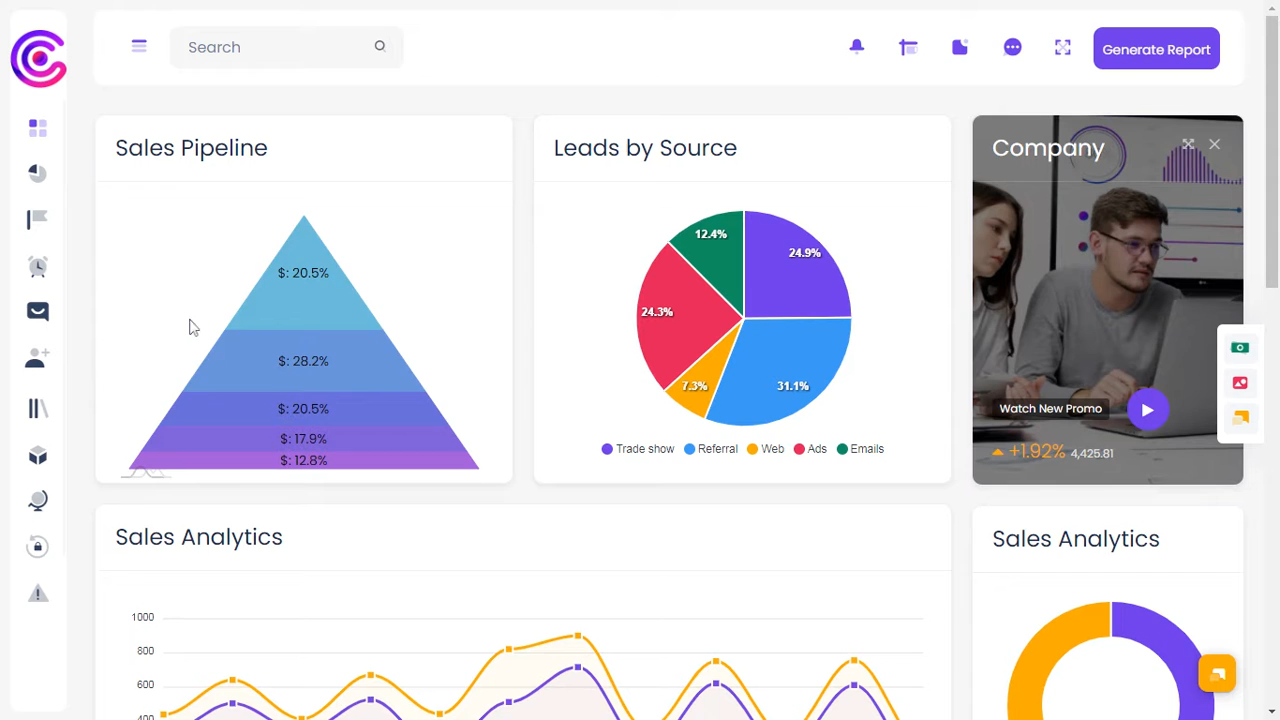 Search
Generate Report
Sales Pipeline
$: 20.5%
$: 28.2%
$: 20.5%
$: 17.9%
$: 12.8%
Leads by Source
12.4%
24.9%
24.3%
7.3%
31.1%
Trade show Referral Web Ads Emails
Company
Watch New Promo
+1.92% 4,425.81
Sales Analytics
1000
800
600
400
Sales Analytics